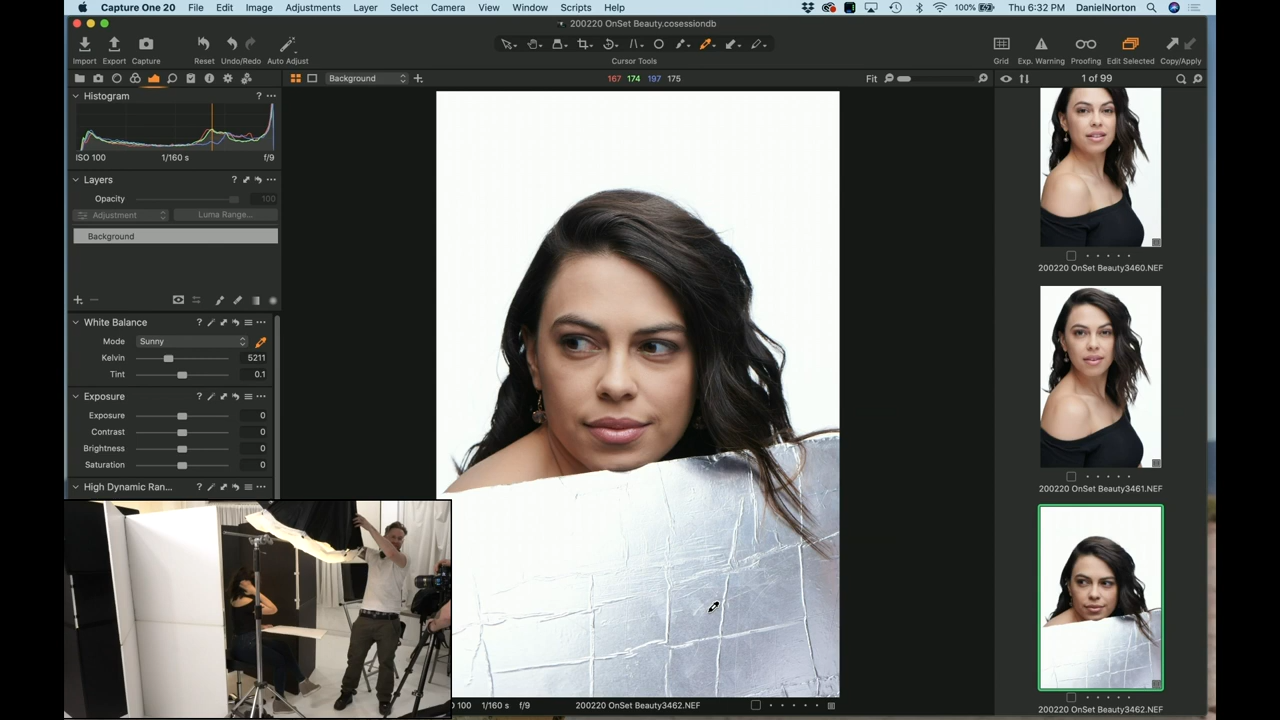 Capture One 20 File Edit View Image Adjustments Layer Select Camera View Window Scripts Help 100% Thu 6:32 PM DanielNorton
200220 OnSet Beauty.cosessiondb
Import Export Capture Reset Undo/Redo Auto Adjust Cursor Tools Grid Exp. Warning Proofing Edit Selected Copy/Apply
Background 167 174 197 175 Fit 1 of 99
Histogram
ISO 100 1/160 s f/9
Layers
Opacity 100
Adjustment Luma Range...
Background
White Balance
Mode Sunny
Kelvin 5211
Tint 0.1
Exposure
Exposure 0
Contrast 0
Brightness 0
Saturation 0
High Dynamic Ran...
200220 OnSet Beauty3460.NEF
200220 OnSet Beauty3461.NEF
200220 OnSet Beauty3462.NEF
100 1/160 s f/9 200220 OnSet Beauty3462.NEF